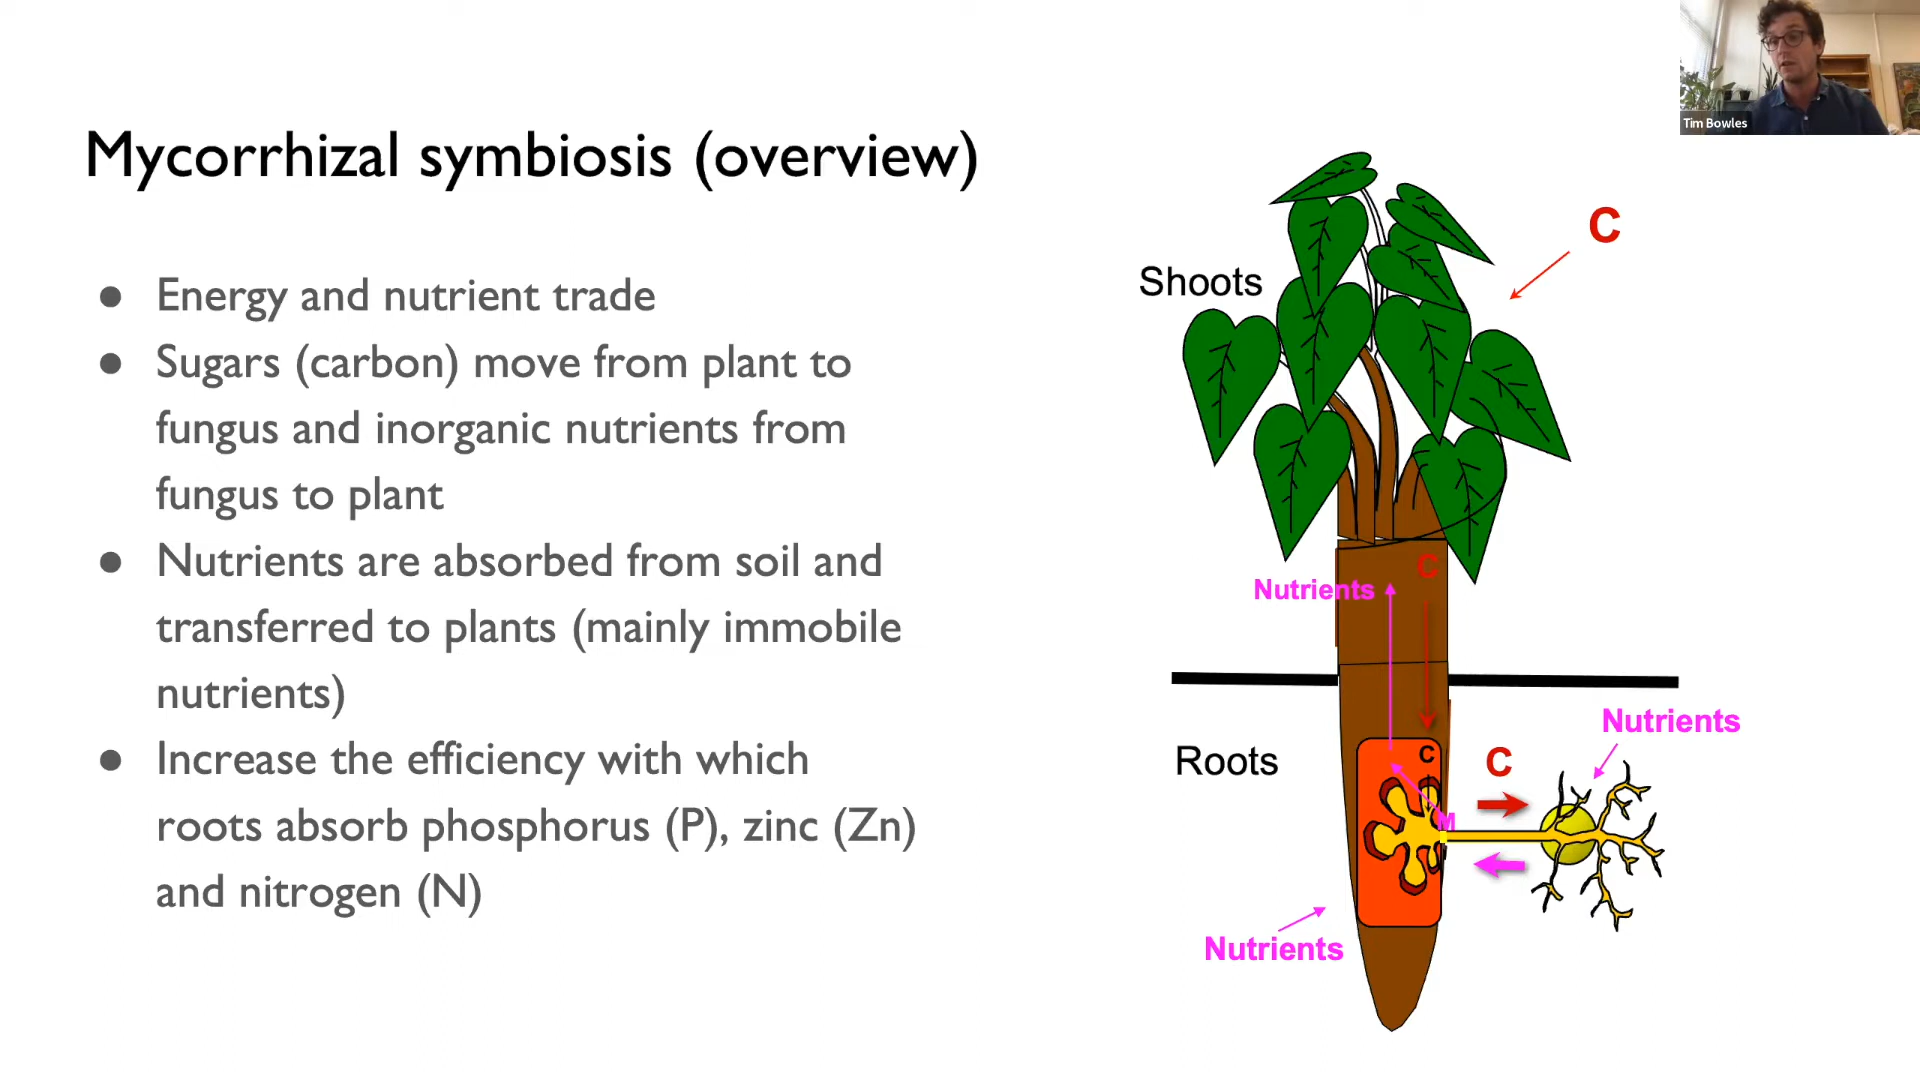 Tim Bowles
Mycorrhizal symbiosis (overview)
● Energy and nutrient trade
● Sugars (carbon) move from plant to
fungus and inorganic nutrients from
fungus to plant
● Nutrients are absorbed from soil and
transferred to plants (mainly immobile
nutrients)
● Increase the efficiency with which
roots absorb phosphorus (P), zinc (Zn)
and nitrogen (N)
C
Shoots
C
Nutrients
Nutrients
Roots
C
C
M
Nutrients